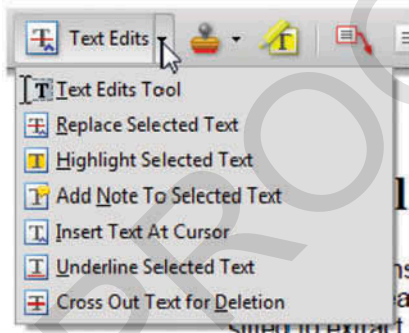 Text Edits
Text Edits Tool
Replace Selected Text
Highlight Selected Text
Add Note To Selected Text
Insert Text At Cursor
Underline Selected Text
Cross Out Text for Deletion